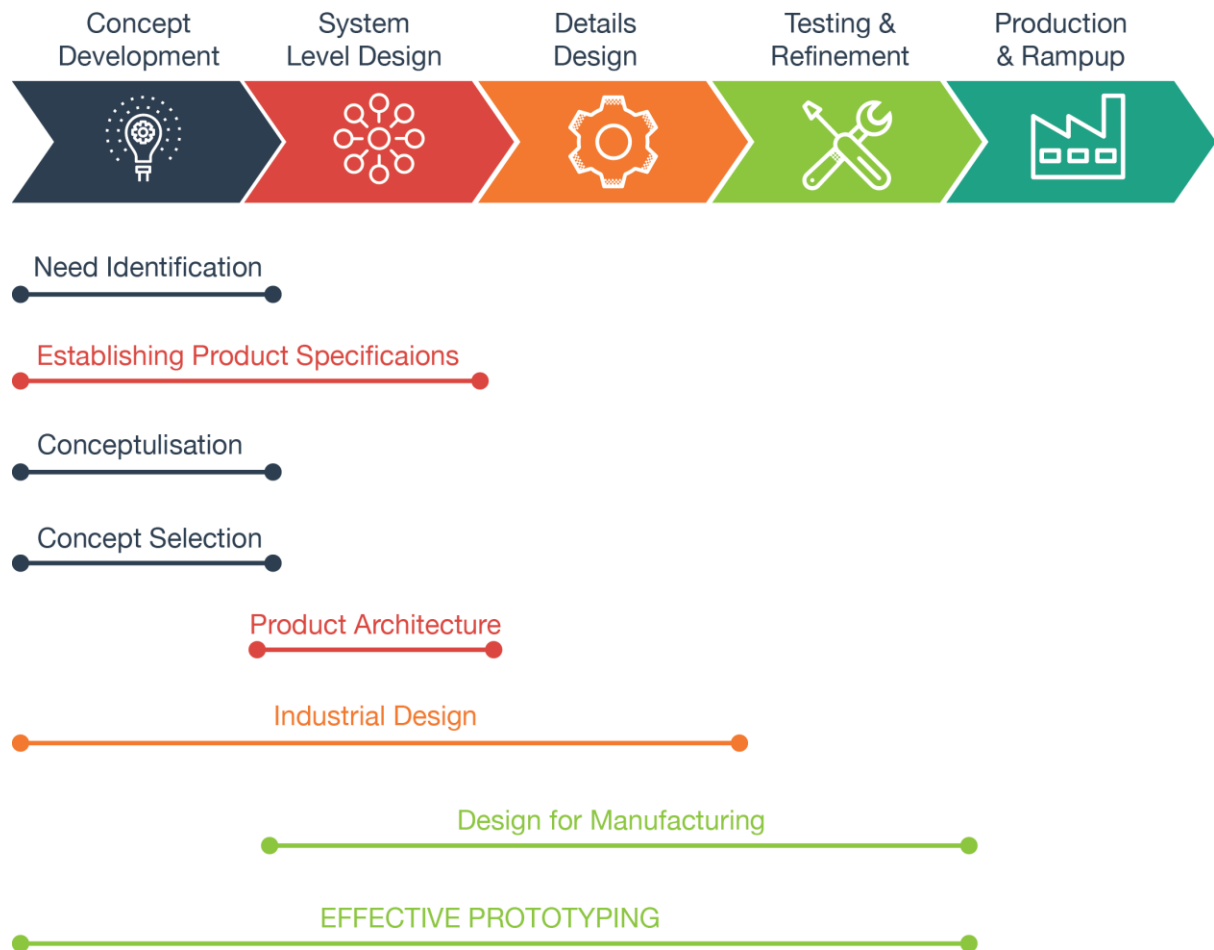 Concept
Development
System
Level Design
Details
Design
Testing &
Refinement
Production
& Rampup
Need Identification
Establishing Product Specificaions
Conceptulisation
Concept Selection
Product Architecture
Industrial Design
Design for Manufacturing
EFFECTIVE PROTOTYPING